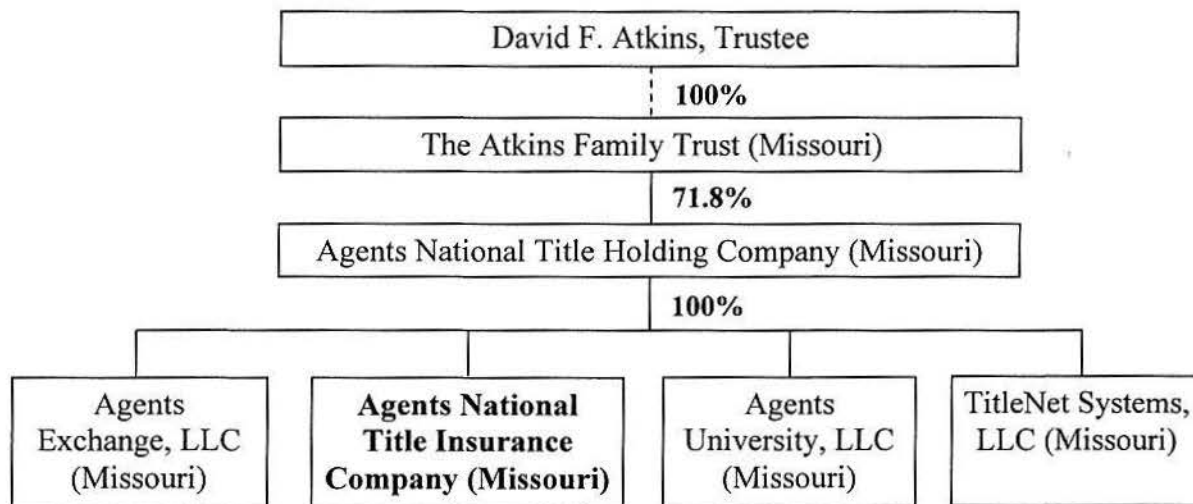 David F. Atkins, Trustee
100%
The Atkins Family Trust (Missouri)
71.8%
Agents National Title Holding Company (Missouri)
100%
Agents
Exchange, LLC
(Missouri)
Agents National
Title Insurance
Company (Missouri)
Agents
University, LLC
(Missouri)
TitleNet Systems,
LLC (Missouri)